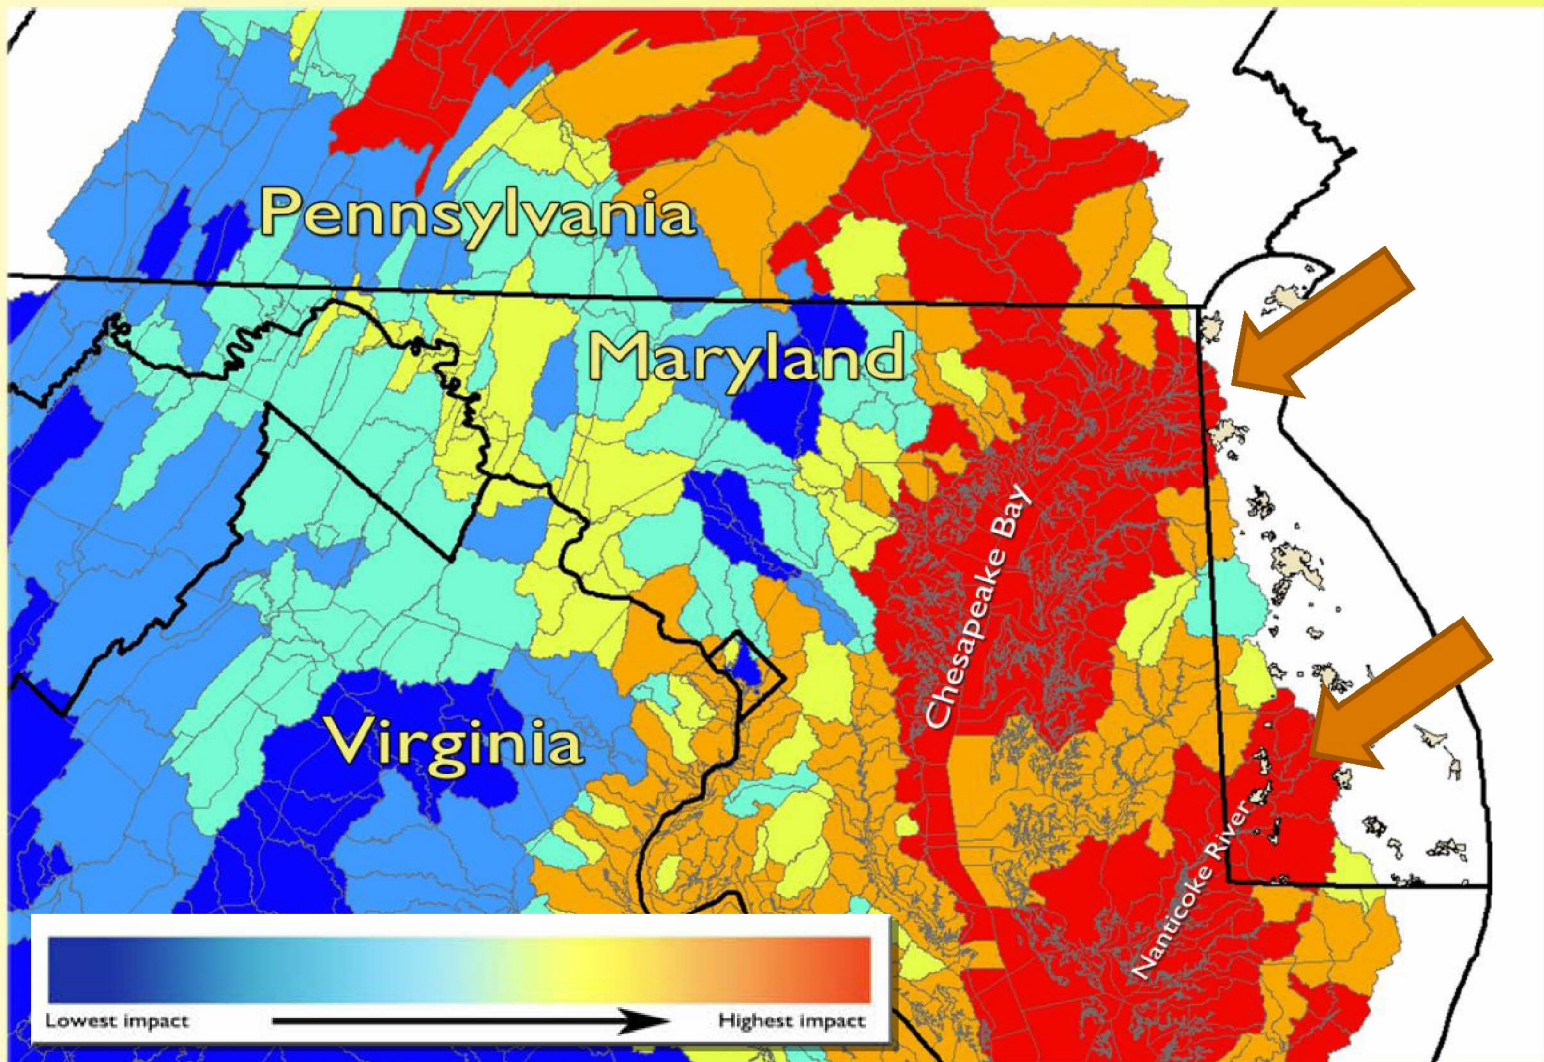 Pennsylvania
Maryland
Chesapeake Bay
Virginia
Nanticoke River
Lowest impact
Highest impact